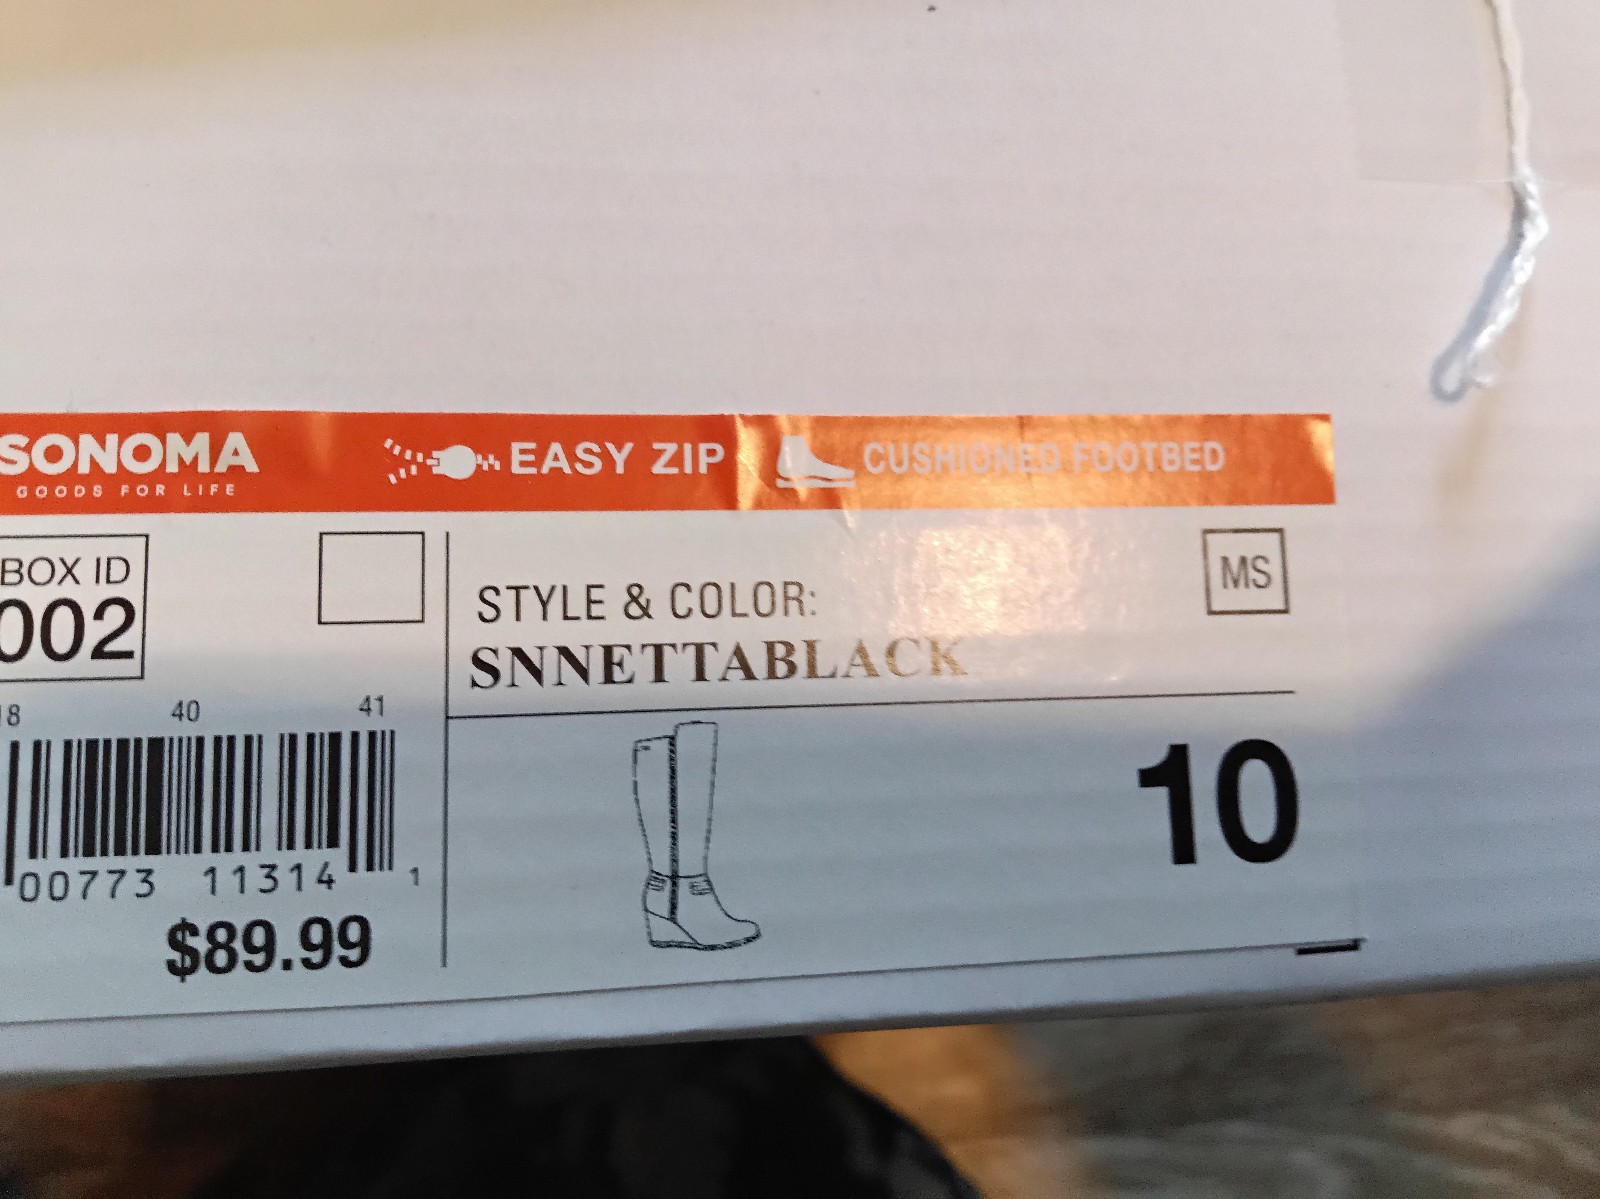 SONOMA
GOODS FOR LIFE
EASY ZIP
CUSHIONED FOOTBED
BOX ID
002
STYLE & COLOR:
SNNETTABLACK
MS
40 41
00773 11314 1
$89.99
10